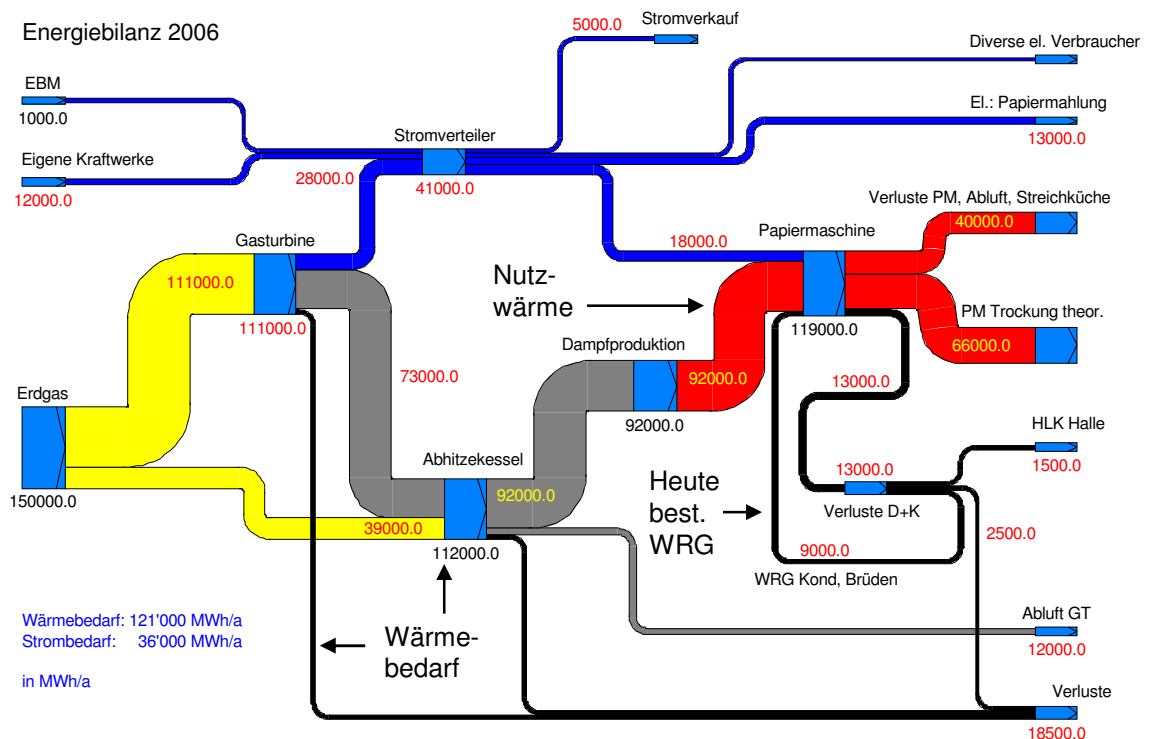 Energiebilanz 2006
5000.0
Stromverkauf
Diverse el. Verbraucher
EBM
1000.0
El.: Papiermahlung
13000.0
Stromverteiler
41000.0
Eigene Kraftwerke
12000.0
28000.0
Verluste PM, Abluft, Streichküche
40000.0
Gasturbine
111000.0
111000.0
18000.0
Papiermaschine
119000.0
Nutz-
wärme
PM Trockung theor.
66000.0
Dampfproduktion
92000.0
92000.0
73000.0
13000.0
Erdgas
150000.0
HLK Halle
1500.0
Abhitzekessel
92000.0
39000.0
112000.0
Heute
best.
WRG
13000.0
Verluste D+K
2500.0
9000.0
WRG Kond, Brüden
Abluft GT
12000.0
Wärmebedarf: 121'000 MWh/a
Strombedarf: 36'000 MWh/a
in MWh/a
Wärme-
bedarf
Verluste
18500.0